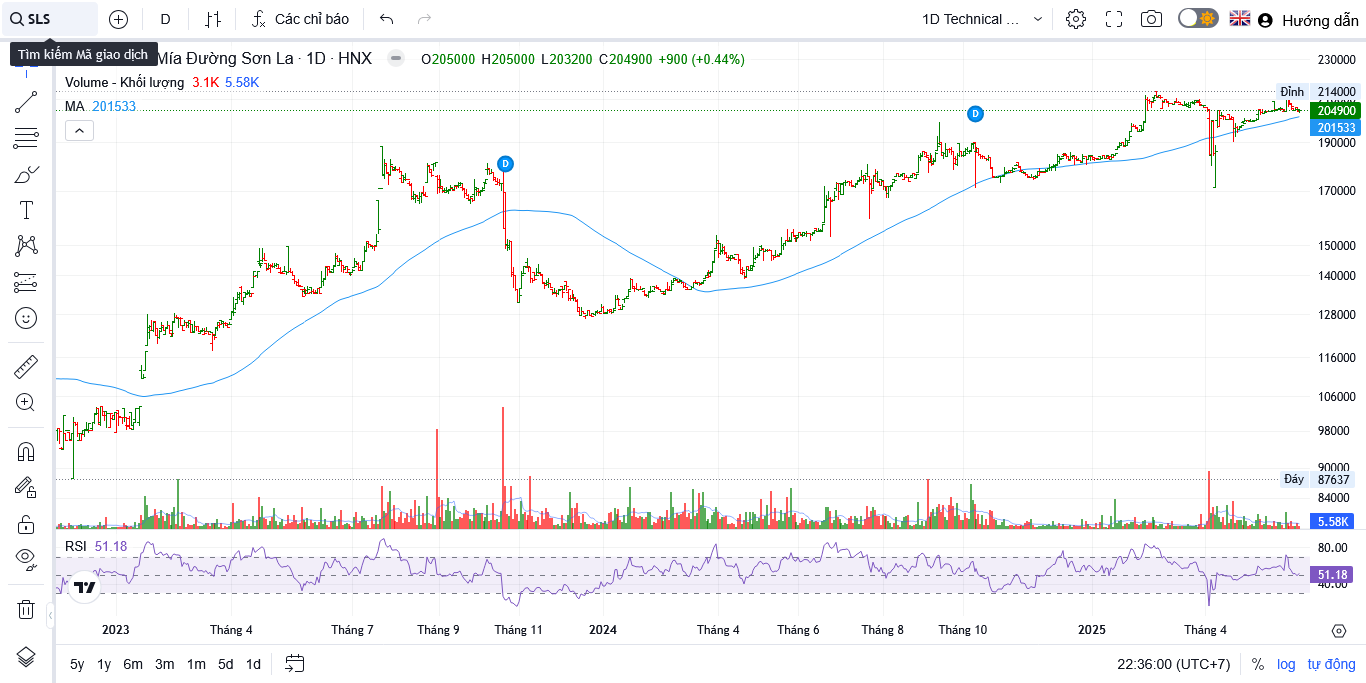 SLS D Các chỉ báo 1D Technical ... Hướng dẫn
Tìm kiếm Mã giao dịch Mía Đường Sơn La · 1D · HNX O205000 H205000 L203200 C204900 +900 (+0.44%)
Volume - Khối lượng 3.1K 5.58K
MA 201533
230000
Đỉnh 214000
204900
201533
190000
170000
150000
140000
128000
116000
106000
98000
90000
Đáy 87637
84000
5.58K
D
D
RSI 51.18
80.00
51.18
40.00
2023 Tháng 4 Tháng 7 Tháng 9 Tháng 11 2024 Tháng 4 Tháng 6 Tháng 8 Tháng 10 2025 Tháng 4
5y 1y 6m 3m 1m 5d 1d 22:36:00 (UTC+7) % log tự động